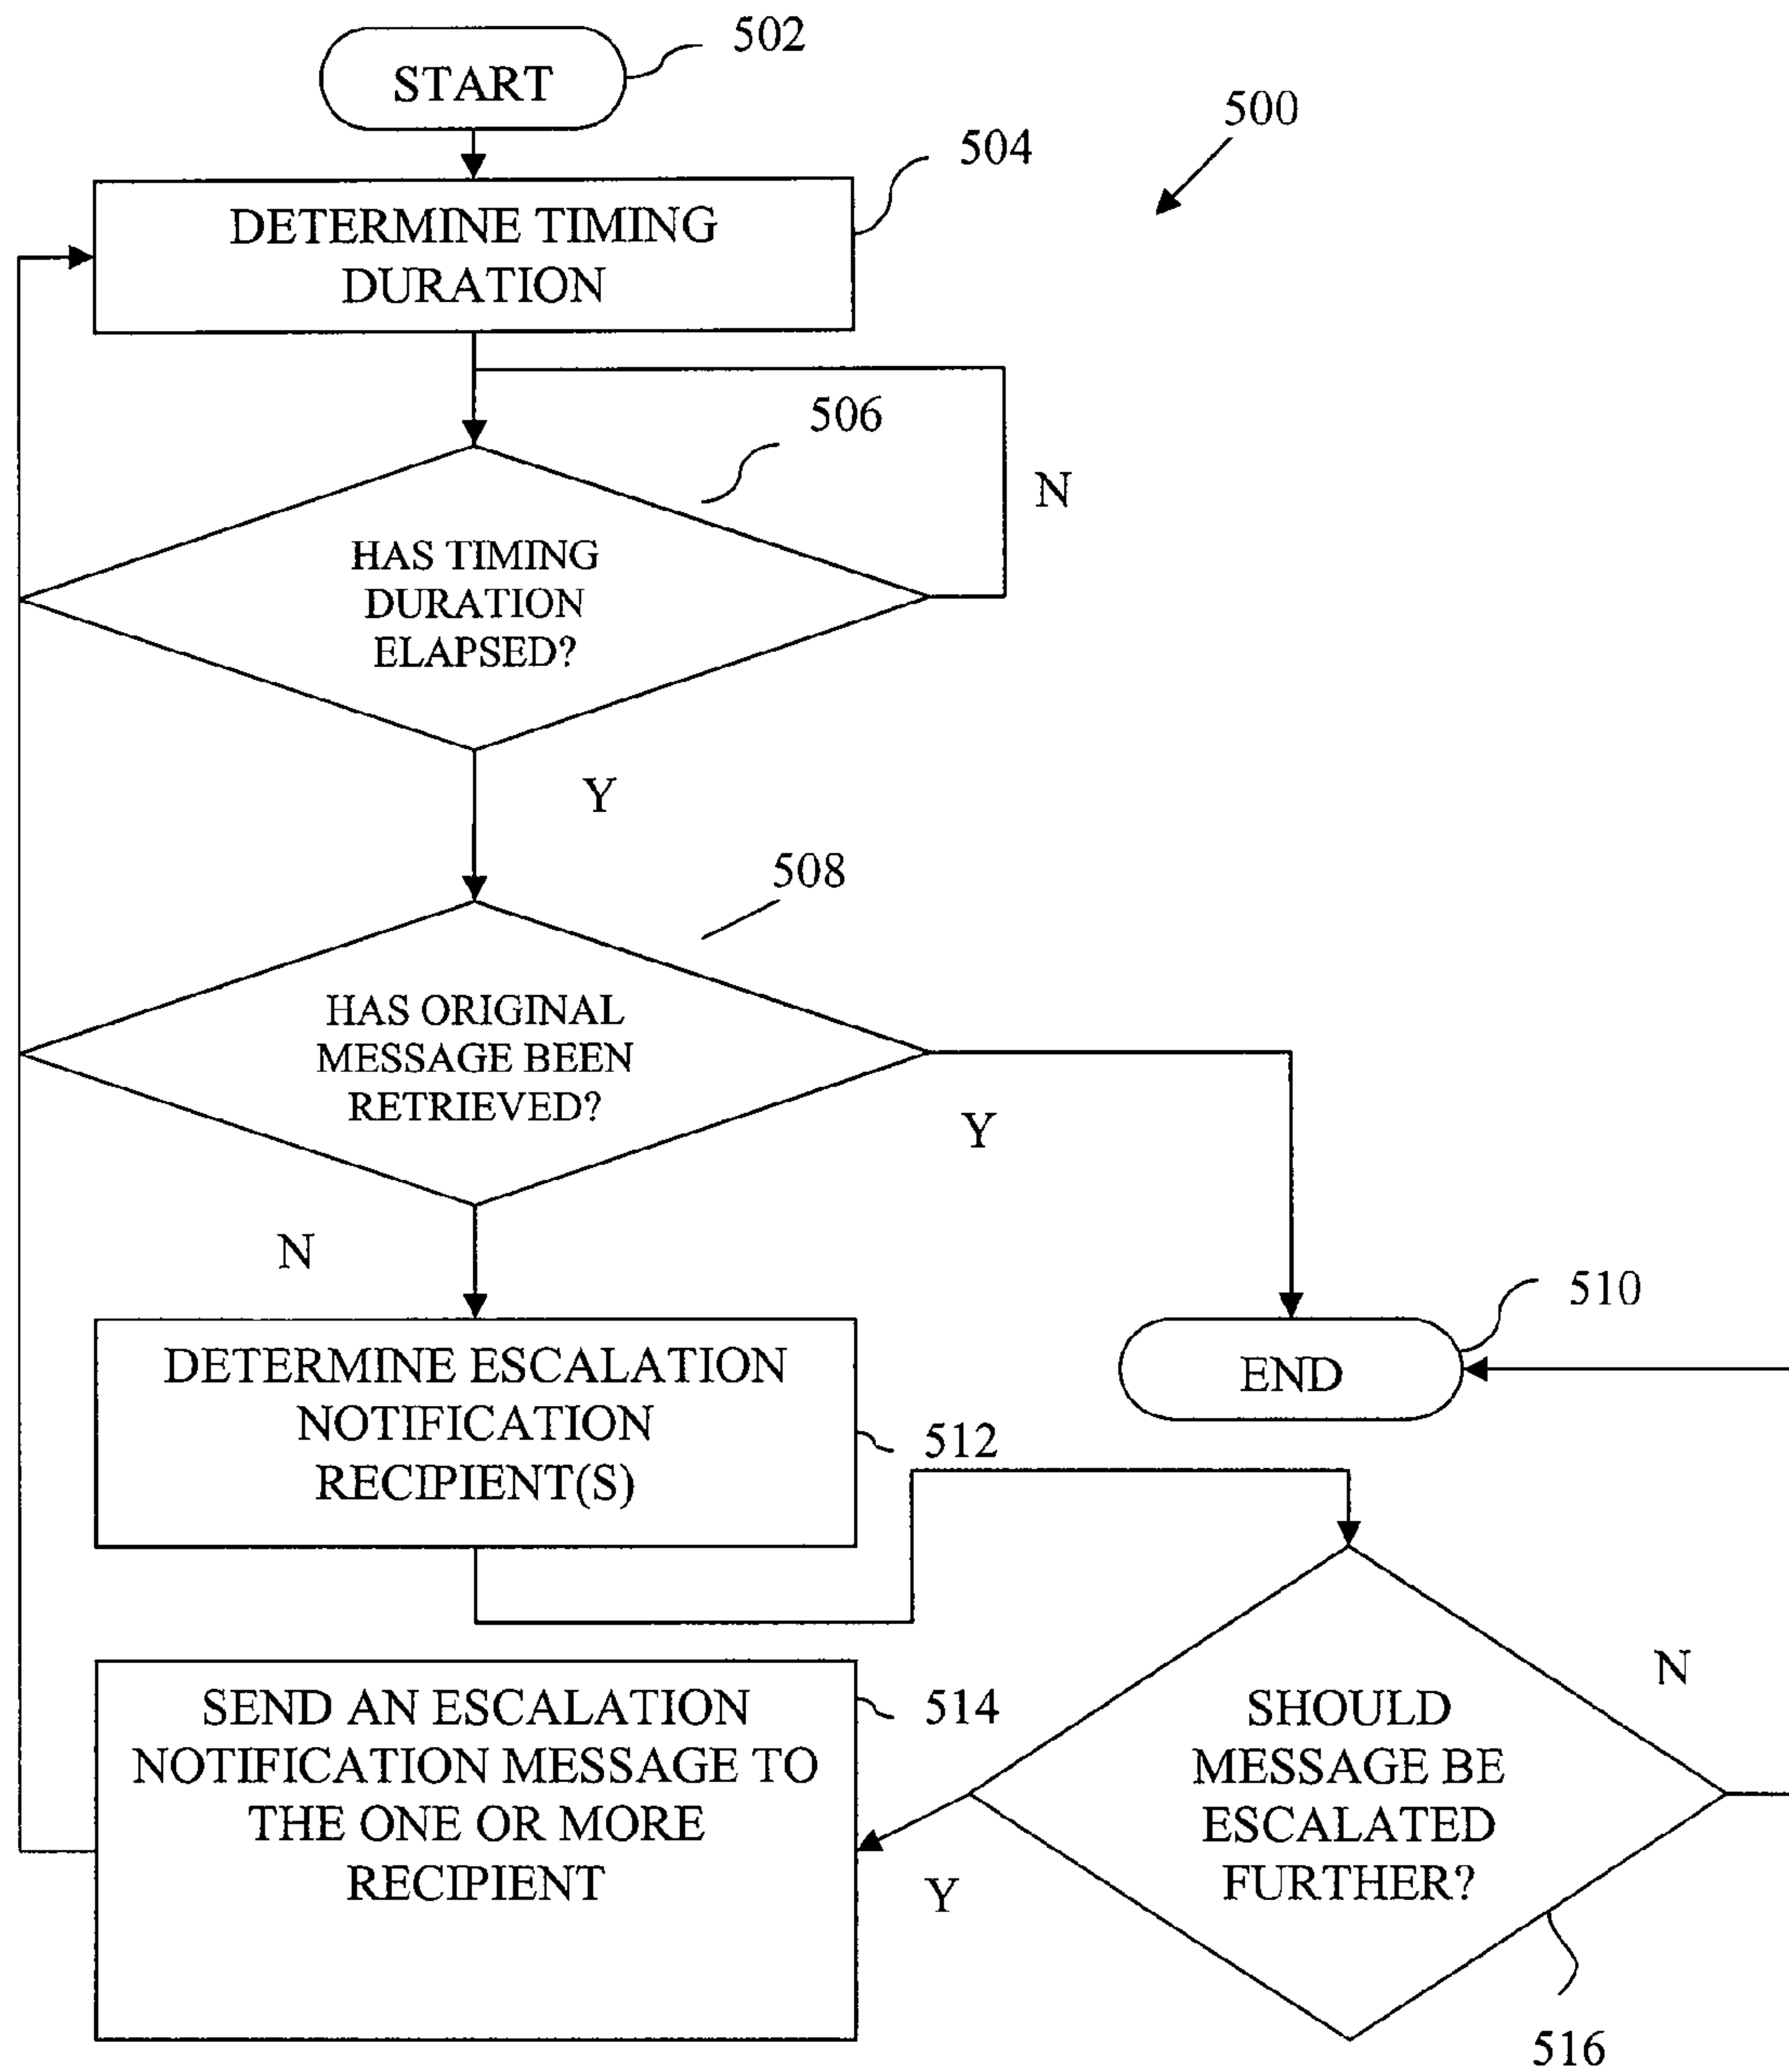 502
START
500
504
DETERMINE TIMING
DURATION
506
N
HAS TIMING
DURATION
ELAPSED?
Y
508
HAS ORIGINAL
MESSAGE BEEN
RETRIEVED?
Y
N
510
END
DETERMINE ESCALATION
NOTIFICATION
RECIPIENT(S)
512
SEND AN ESCALATION
NOTIFICATION MESSAGE TO
THE ONE OR MORE
RECIPIENT
514
N
SHOULD
MESSAGE BE
ESCALATED
FURTHER?
Y
516